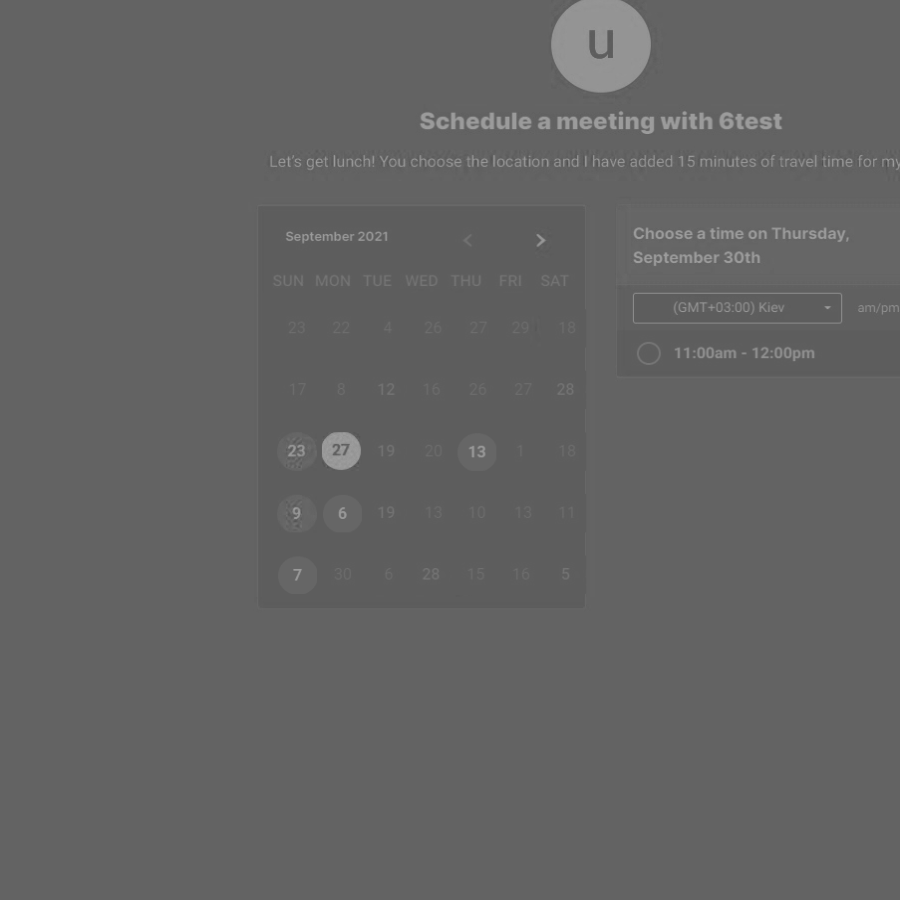 u
Schedule a meeting with 6test
Let's get lunch! You choose the location and I have added 15 minutes of travel time for my
September 2021
SUN MON TUE WED THU FRI SAT
23 22 4 26 27 29 18
17 8 12 16 26 27 28
23 27 19 20 13 1 18
9 6 19 13 10 13 11
7 30 6 28 15 16 5
Choose a time on Thursday,
September 30th
(GMT+03:00) Kiev am/pm
11:00am - 12:00pm